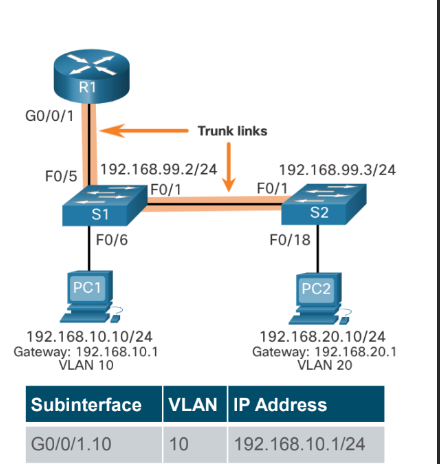 R1
G0/0/1
Trunk links
F0/5
192.168.99.2/24
192.168.99.3/24
F0/1
F0/1
S1
S2
F0/6
F0/18
PC1
PC2
192.168.10.10/24
Gateway: 192.168.10.1
VLAN 10
192.168.20.10/24
Gateway: 192.168.20.1
VLAN 20
Subinterface VLAN IP Address
G0/0/1.10 10 192.168.10.1/24